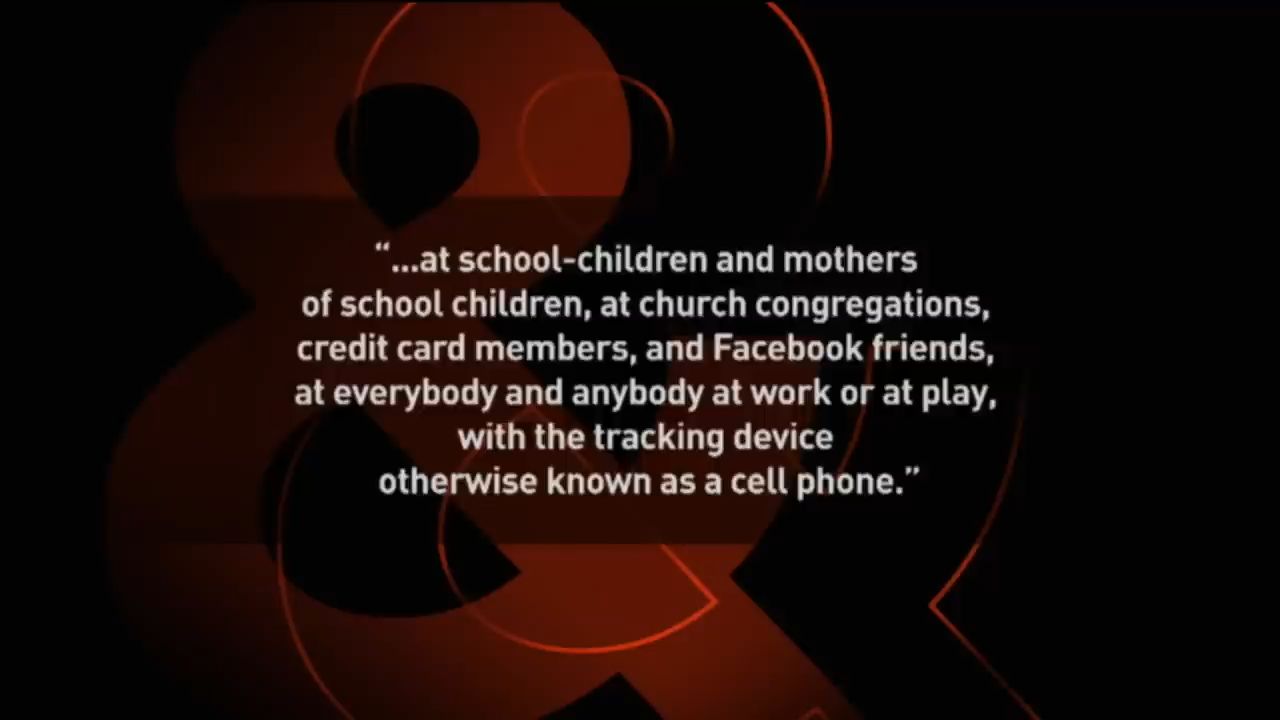 “...at school-children and mothers
of school children, at church congregations,
credit card members, and Facebook friends,
at everybody and anybody at work or at play,
with the tracking device
otherwise known as a cell phone.”